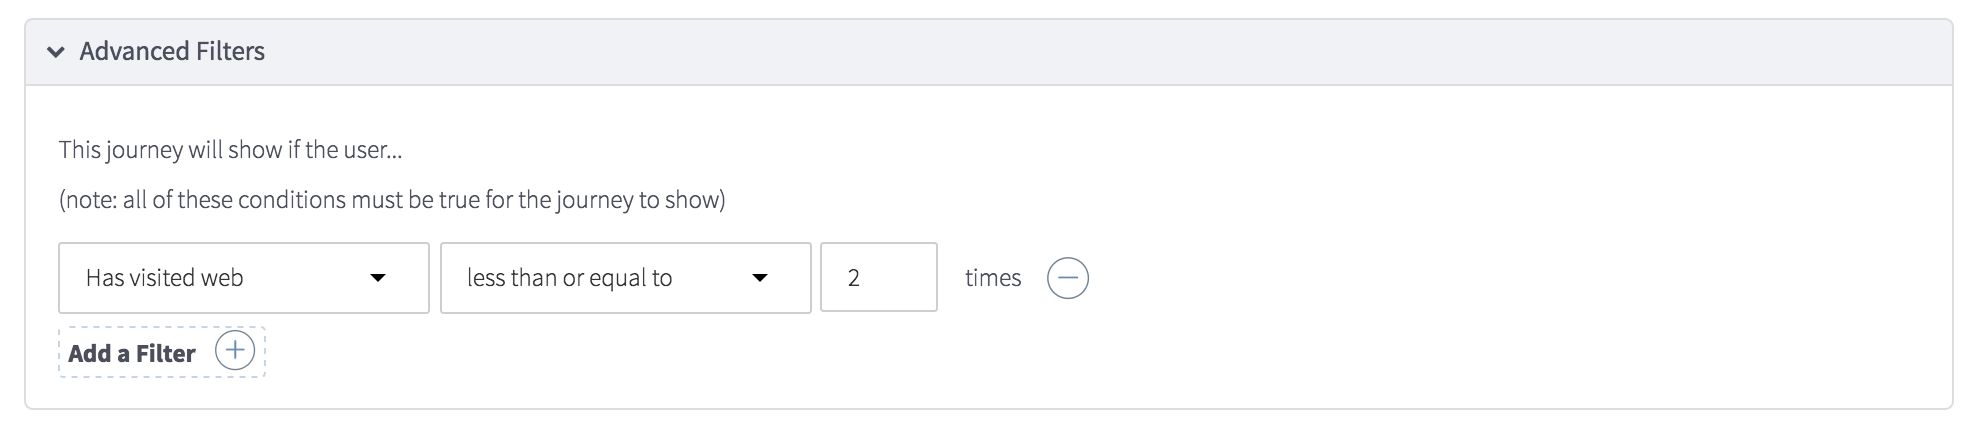 Advanced Filters
This journey will show if the user...
(note: all of these conditions must be true for the journey to show)
Has visited web less than or equal to 2 times
Add a Filter